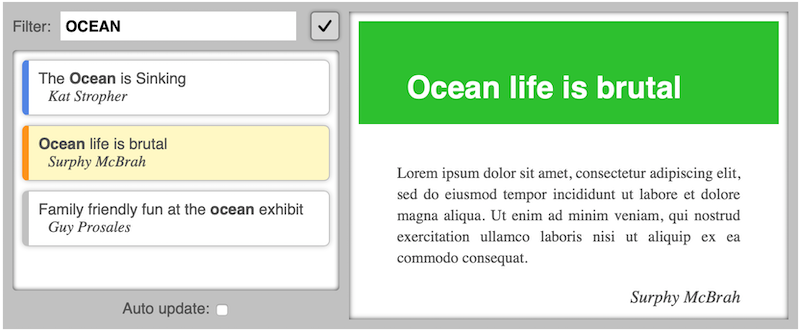 Filter: OCEAN
The Ocean is Sinking
Kat Stropher
Ocean life is brutal
Surphy McBrah
Family friendly fun at the ocean exhibit
Guy Prosales
Auto update:
Ocean life is brutal
Lorem ipsum dolor sit amet, consectetur adipiscing elit,
sed do eiusmod tempor incididunt ut labore et dolore
magna aliqua. Ut enim ad minim veniam, qui nostrud
exercitation ullamco laboris nisi ut aliquip ex ea
commodo consequat.
Surphy McBrah